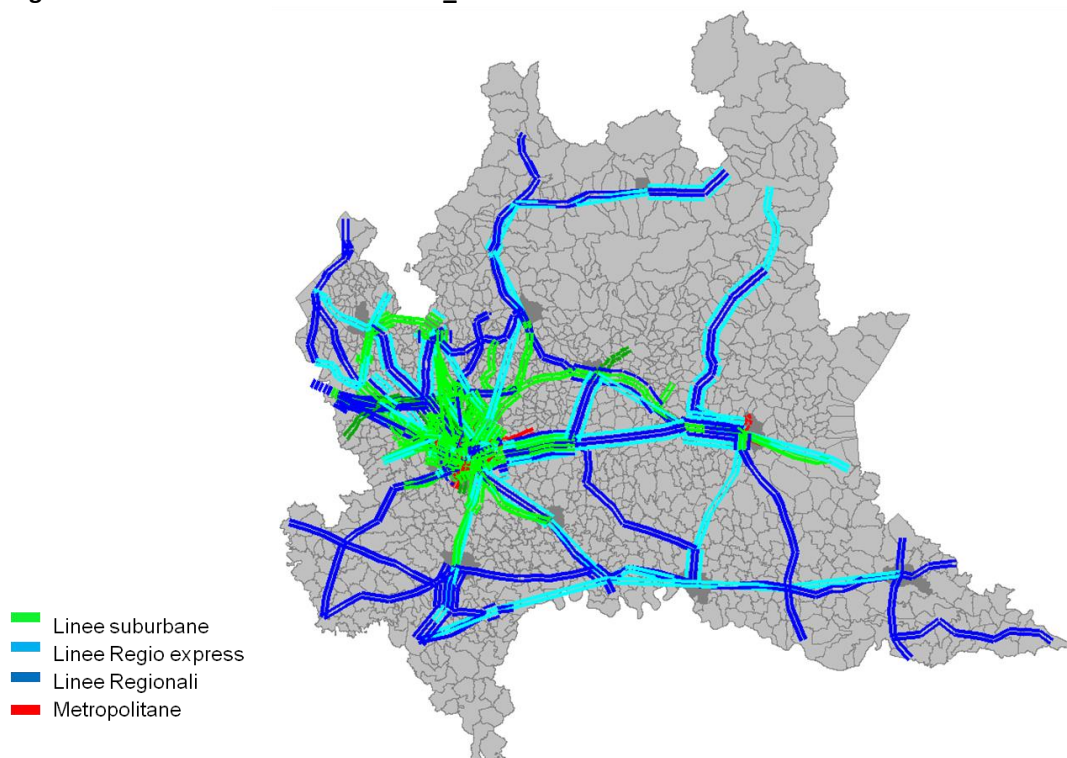 Linee suburbane
Linee Regio express
Linee Regionali
Metropolitane